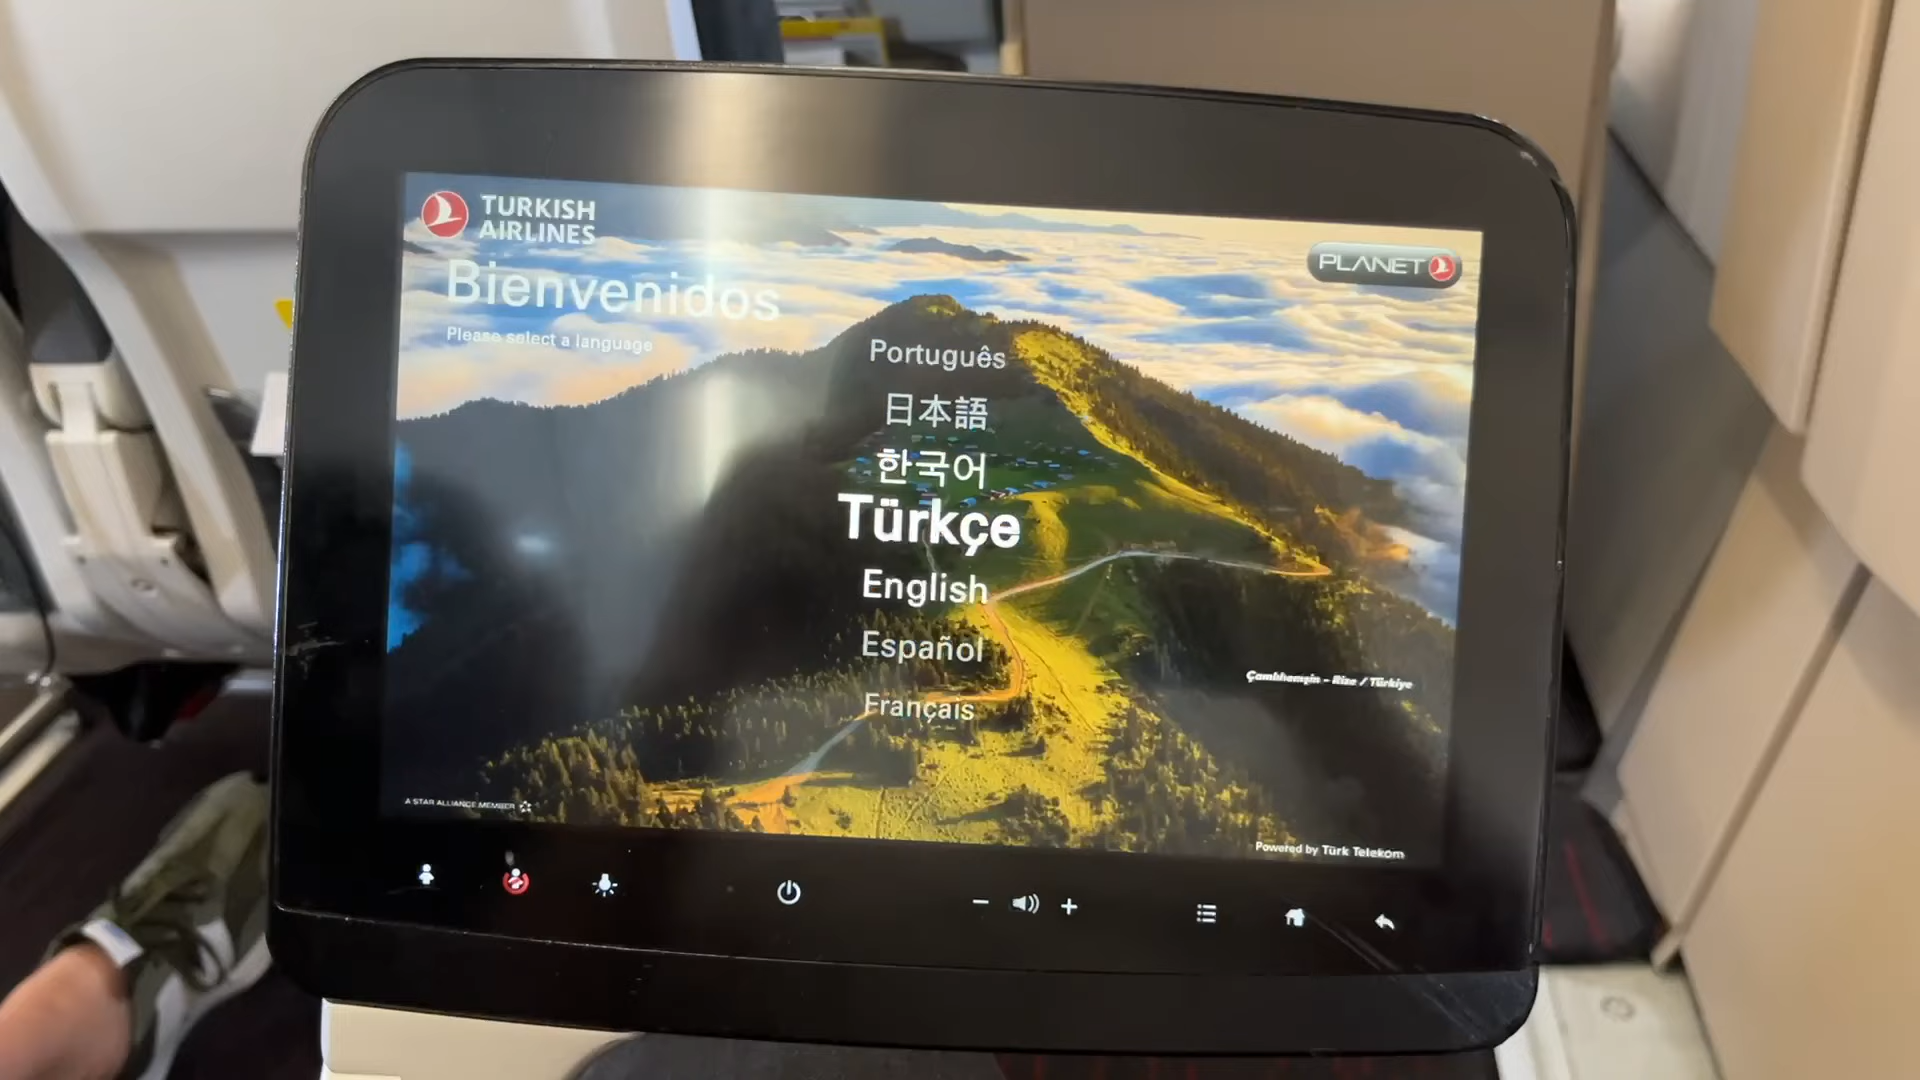 TURKISH
AIRLINES
PLANET
Bienvenidos
Please select a language
Português
日本語
한국어
Türkçe
English
Español
Français
Çamlıhemşin - Rize / Türkiye
A STAR ALLIANCE MEMBER
Powered by Türk Telekom